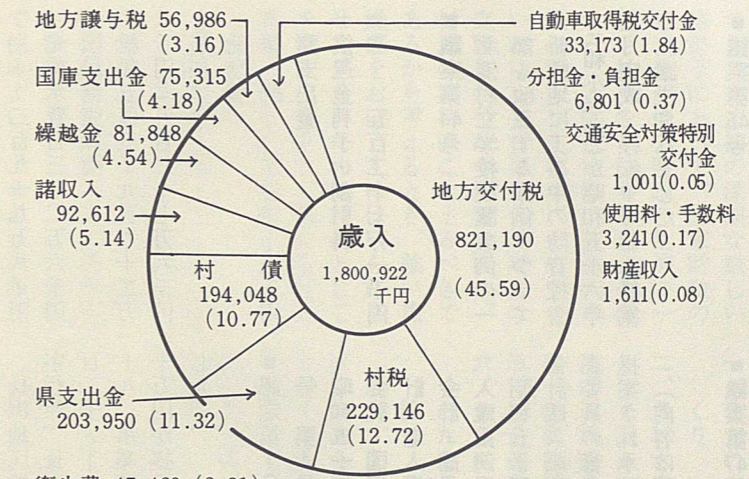 地方譲与税 56,986
(3.16)
国庫支出金 75,315
(4.18)
繰越金 81,848
(4.54)
諸収入
92,612
(5.14)
村債
194,048
(10.77)
県支出金
203,950 (11.32)
村税
229,146
(12.72)
歳入
1,800,922
千円
地方交付税
821,190
(45.59)
自動車取得税交付金
33,173 (1.84)
分担金・負担金
6,801 (0.37)
交通安全対策特別
交付金
1,001(0.05)
使用料・手数料
3,241(0.17)
財産収入
1,611(0.08)